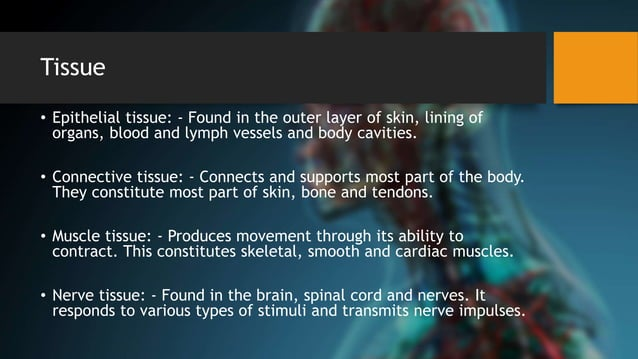 Tissue
• Epithelial tissue: - Found in the outer layer of skin, lining of
organs, blood and lymph vessels and body cavities.
• Connective tissue: - Connects and supports most part of the body.
They constitute most part of skin, bone and tendons.
• Muscle tissue: - Produces movement through its ability to
contract. This constitutes skeletal, smooth and cardiac muscles.
• Nerve tissue: - Found in the brain, spinal cord and nerves. It
responds to various types of stimuli and transmits nerve impulses.